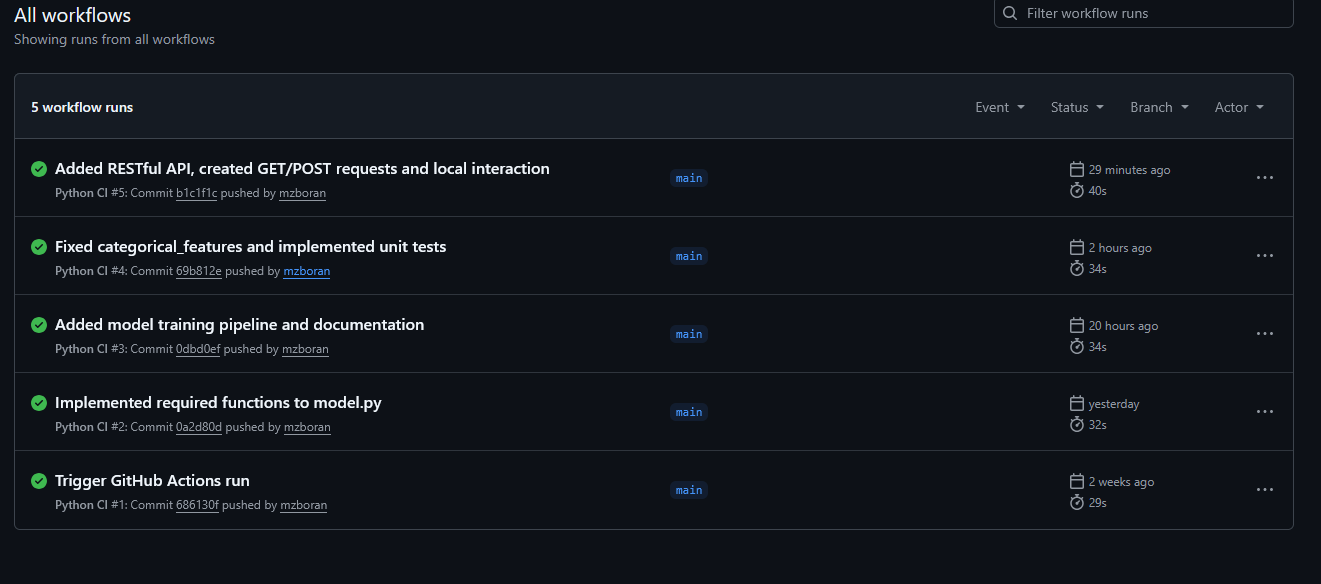 All workflows
Filter workflow runs
Showing runs from all workflows
5 workflow runs
Event
Status
Branch
Actor
Added RESTful API, created GET/POST requests and local interaction
main
29 minutes ago
Python CI #5: Commit b1c1f1c pushed by mzboran
40s
Fixed categorical_features and implemented unit tests
main
2 hours ago
Python CI #4: Commit 69b812e pushed by mzboran
34s
Added model training pipeline and documentation
main
20 hours ago
Python CI #3: Commit 0dbd0ef pushed by mzboran
34s
Implemented required functions to model.py
main
yesterday
Python CI #2: Commit 0a2d80d pushed by mzboran
32s
Trigger GitHub Actions run
main
2 weeks ago
Python CI #1: Commit 686130f pushed by mzboran
29s